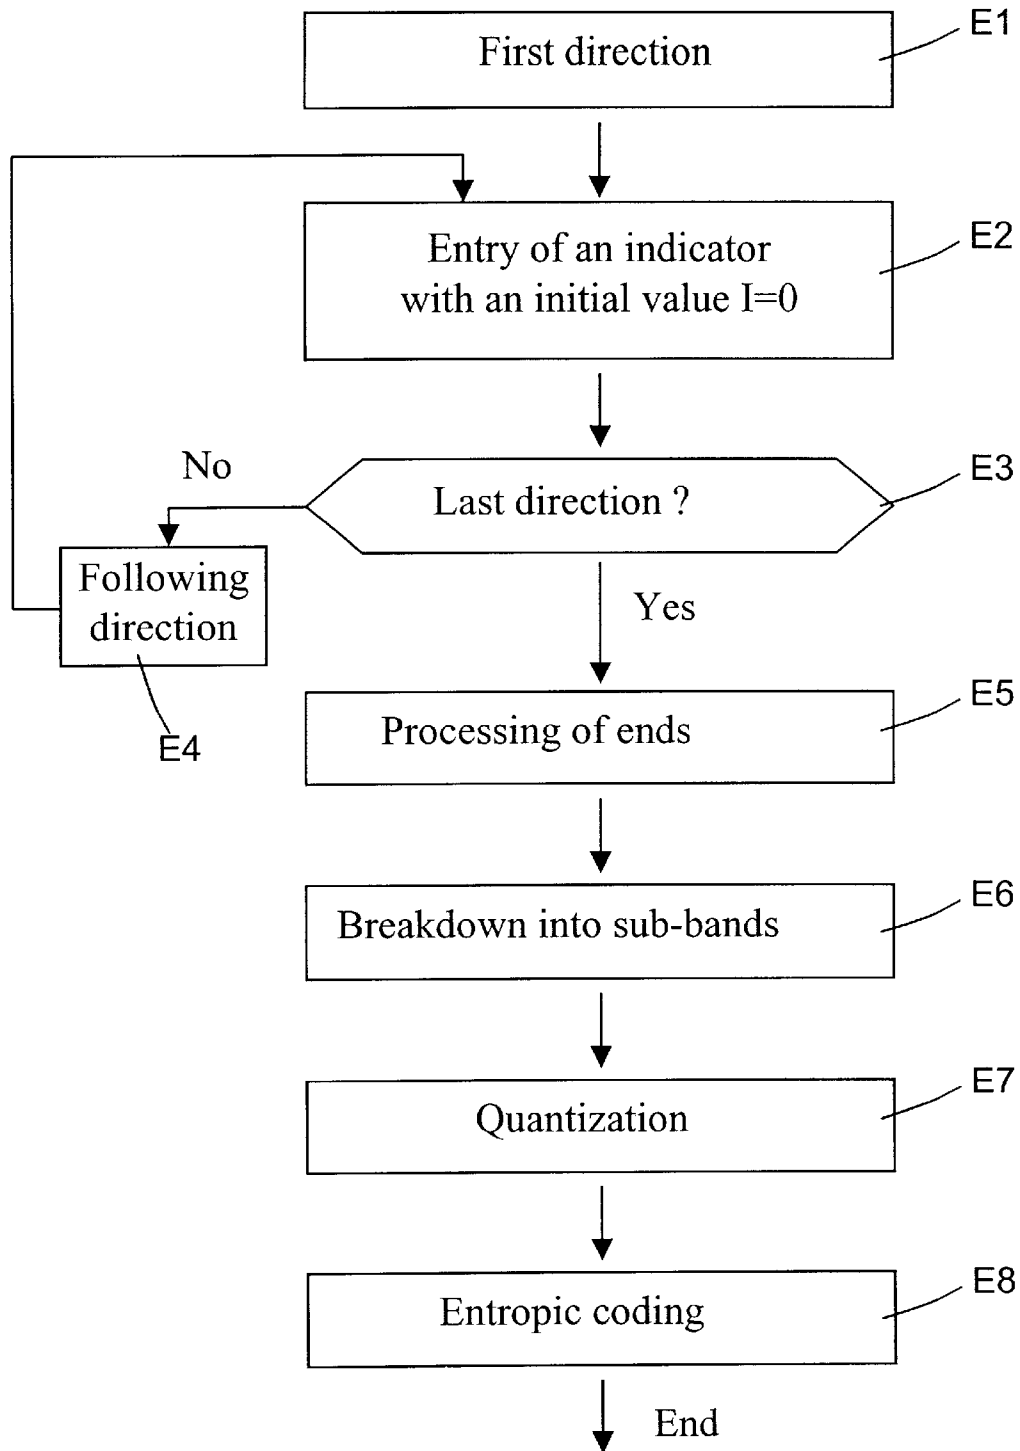 First direction
E1
Entry of an indicator
with an initial value I=0
E2
No
Last direction ?
E3
Following
direction
Yes
E4
Processing of ends
E5
Breakdown into sub-bands
E6
Quantization
E7
Entropic coding
E8
End